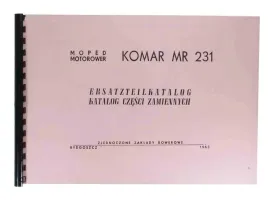 MOPED
MOTOROWER KOMAR MR 231
ERSATZTEILKATALOG
KATALOG CZĘŚCI ZAMIENNYCH
ZJEDNOCZONE ZAKŁADY ROWEROWE
BYDGOSZCZ